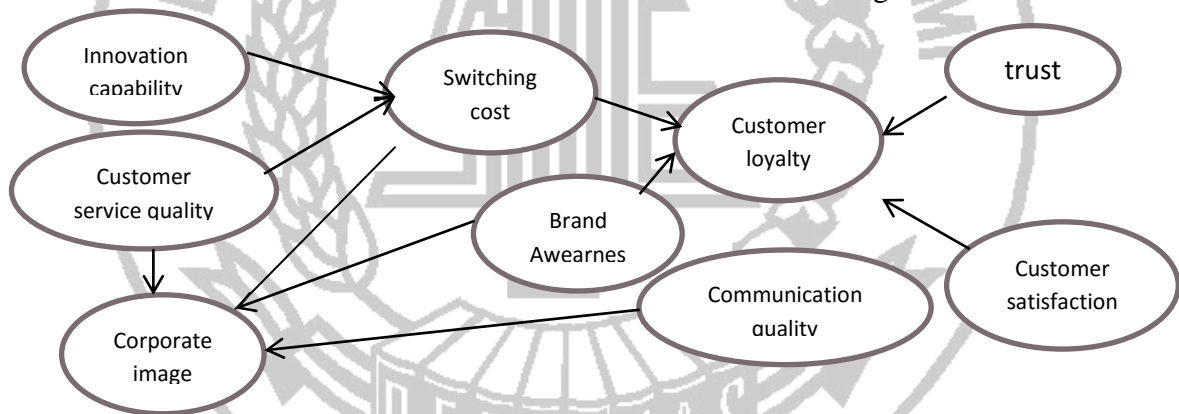 Innovation
capability
Switching
cost
trust
Customer
loyalty
Customer
service quality
Brand
Awearnes
Customer
satisfaction
Communication
quality
Corporate
image